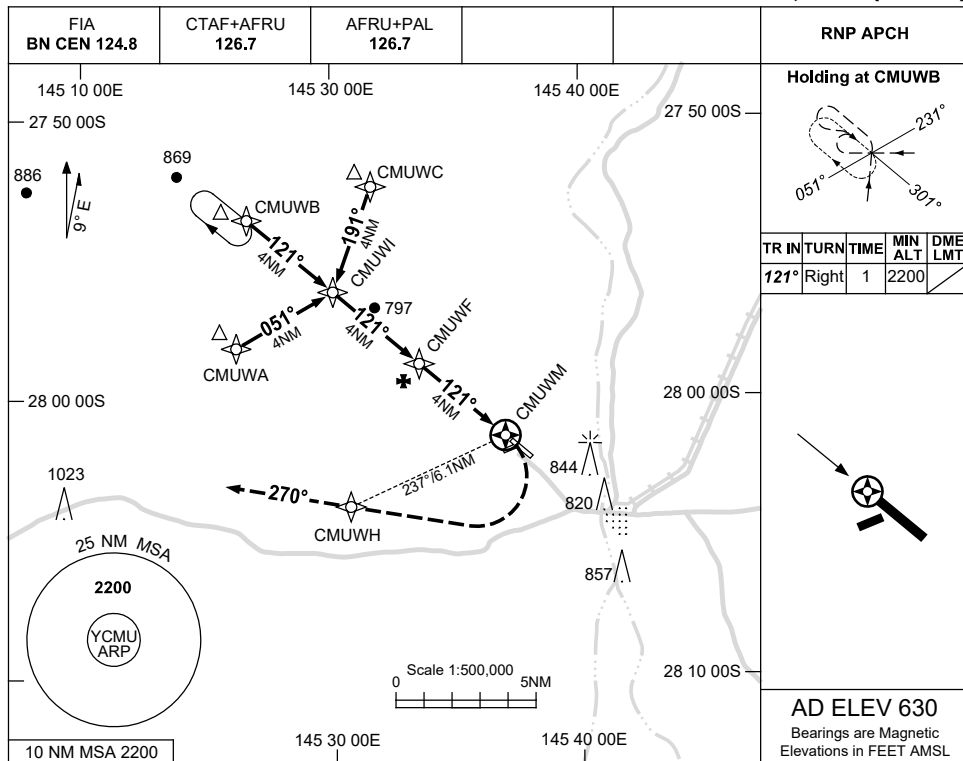 FIA
BN CEN 124.8
CTAF+AFRU
126.7
AFRU+PAL
126.7
RNP APCH
145 10 00E
145 30 00E
145 40 00E
27 50 00S
27 50 00S
Holding at CMUWB
231°
051°
301°
TR IN TURN TIME MIN ALT DME LMT
121° Right 1 2200
886
869
9° E
CMUWB
CMUWC
121°
4NM
191°
4NM
CMUWI
797
051°
4NM
CMUWA
121°
4NM
CMUWF
121°
4NM
CMUWM
28 00 00S
28 00 00S
844
820
857
1023
237°/6.1NM
270°
CMUWH
25 NM MSA
2200
YCMU
ARP
10 NM MSA 2200
Scale 1:500,000
0 5NM
28 10 00S
145 30 00E
145 40 00E
AD ELEV 630
Bearings are Magnetic
Elevations in FEET AMSL